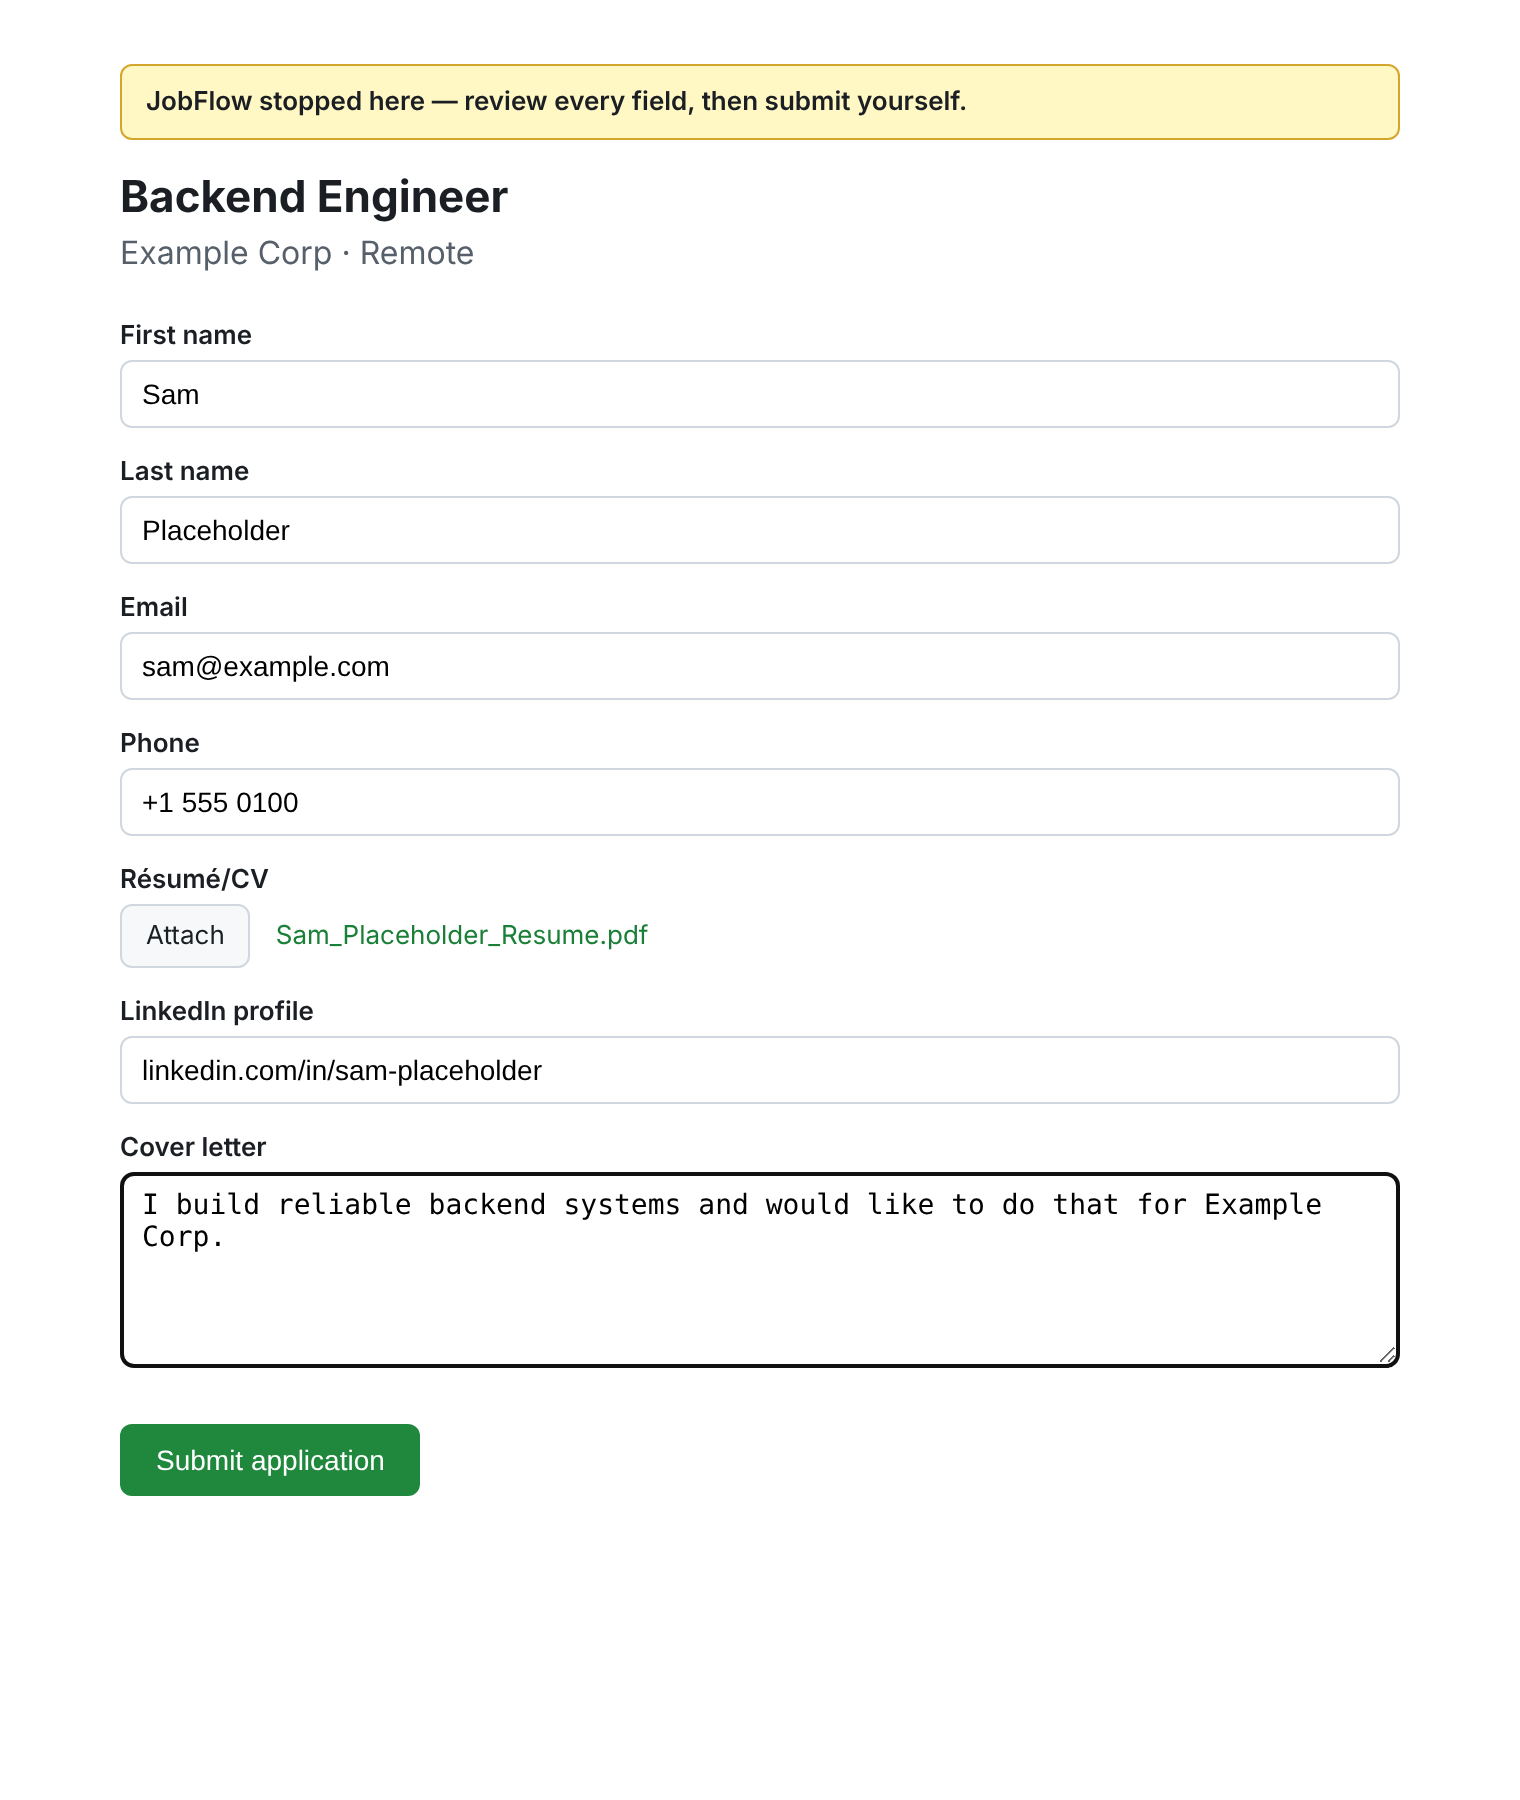 JobFlow stopped here — review every field, then submit yourself.
Backend Engineer
Example Corp · Remote
First name
Sam
Last name
Placeholder
Email
sam@example.com
Phone
+1 555 0100
Résumé/CV
Attach Sam_Placeholder_Resume.pdf
LinkedIn profile
linkedin.com/in/sam-placeholder
Cover letter
I build reliable backend systems and would like to do that for Example
Corp.
Submit application